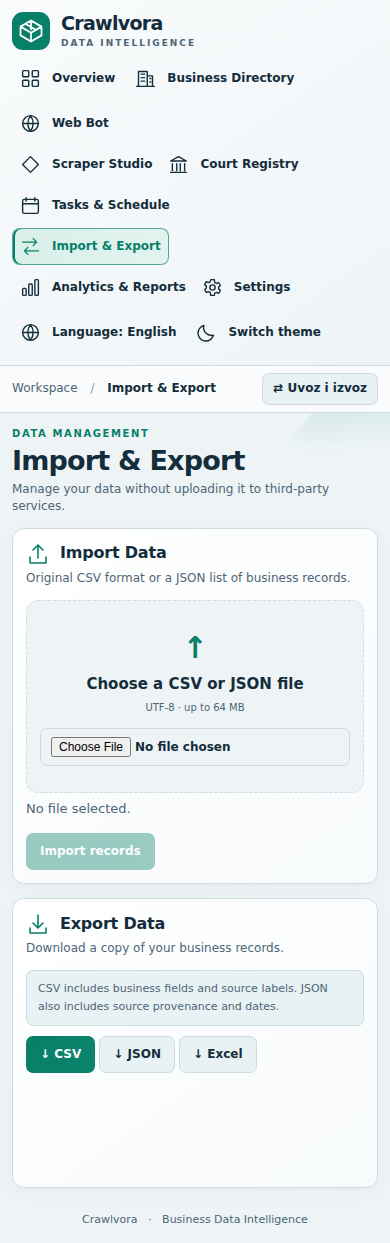 Crawlvora
DATA INTELLIGENCE
Overview
Business Directory
Web Bot
Scraper Studio
Court Registry
Tasks & Schedule
Import & Export
Analytics & Reports
Settings
Language: English
Switch theme
Workspace / Import & Export
⇄ Uvoz i izvoz
DATA MANAGEMENT
Import & Export
Manage your data without uploading it to third-party
services.
Import Data
Original CSV format or a JSON list of business records.
↑
Choose a CSV or JSON file
UTF-8 · up to 64 MB
Choose File No file chosen
No file selected.
Import records
Export Data
Download a copy of your business records.
CSV includes business fields and source labels. JSON
also includes source provenance and dates.
↓ CSV
↓ JSON
↓ Excel
Crawlvora · Business Data Intelligence